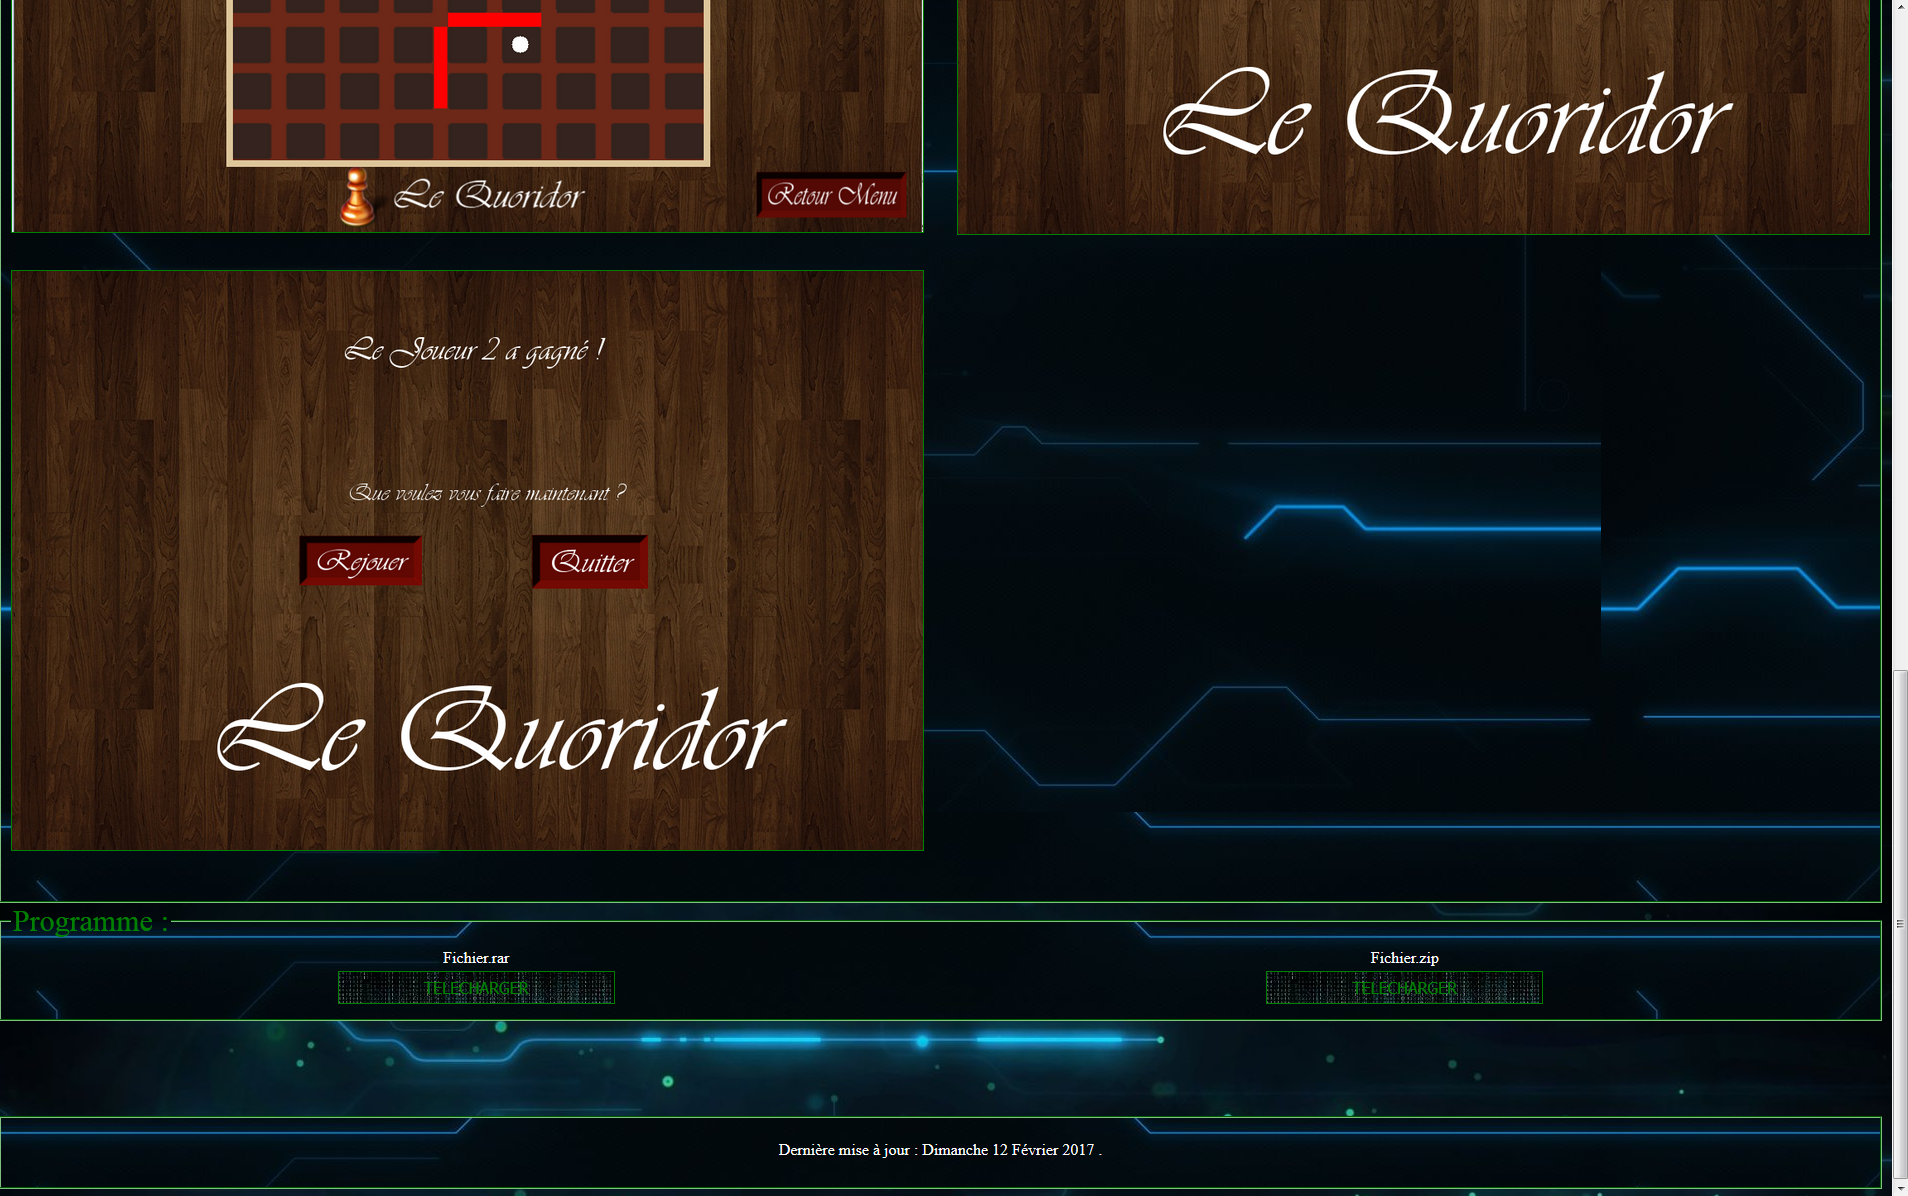 Le Quoridor
Retour Menu
Le Quoridor
Le Joueur 2 a gagné !
Que voulez vous faire maintenant ?
Rejouer
Quitter
Le Quoridor
Programme :
Fichier.rar
TELECHARGER
Fichier.zip
TELECHARGER
Dernière mise à jour : Dimanche 12 Février 2017 .